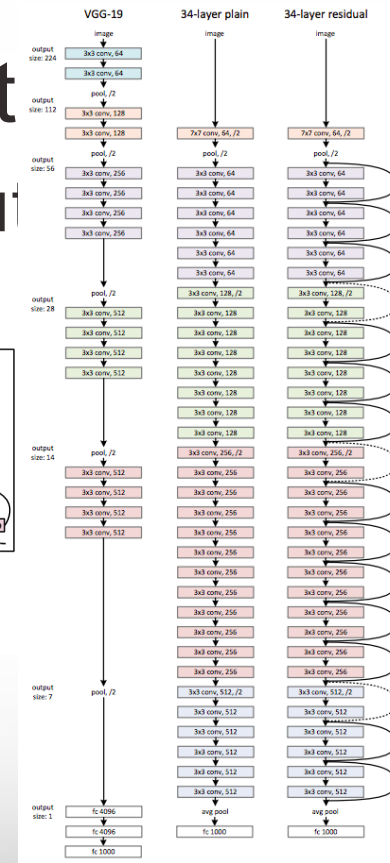 VGG-19
output
size: 224
output
size: 112
output
size: 56
output
size: 28
output
size: 14
output
size: 7
output
size: 1
image
3x3 conv, 64
3x3 conv, 64
pool, /2
3x3 conv, 128
3x3 conv, 128
pool, /2
3x3 conv, 256
3x3 conv, 256
3x3 conv, 256
3x3 conv, 256
pool, /2
3x3 conv, 512
3x3 conv, 512
3x3 conv, 512
3x3 conv, 512
pool, /2
3x3 conv, 512
3x3 conv, 512
3x3 conv, 512
3x3 conv, 512
pool, /2
fc 4096
fc 4096
fc 1000
34-layer plain
image
7x7 conv, 64, /2
pool, /2
3x3 conv, 64
3x3 conv, 64
3x3 conv, 64
3x3 conv, 64
3x3 conv, 64
3x3 conv, 64
3x3 conv, 128, /2
3x3 conv, 128
3x3 conv, 128
3x3 conv, 128
3x3 conv, 128
3x3 conv, 128
3x3 conv, 128
3x3 conv, 128
3x3 conv, 256, /2
3x3 conv, 256
3x3 conv, 256
3x3 conv, 256
3x3 conv, 256
3x3 conv, 256
3x3 conv, 256
3x3 conv, 256
3x3 conv, 256
3x3 conv, 256
3x3 conv, 256
3x3 conv, 256
3x3 conv, 512, /2
3x3 conv, 512
3x3 conv, 512
3x3 conv, 512
3x3 conv, 512
3x3 conv, 512
avg pool
fc 1000
34-layer residual
image
7x7 conv, 64, /2
pool, /2
3x3 conv, 64
3x3 conv, 64
3x3 conv, 64
3x3 conv, 64
3x3 conv, 64
3x3 conv, 64
3x3 conv, 128, /2
3x3 conv, 128
3x3 conv, 128
3x3 conv, 128
3x3 conv, 128
3x3 conv, 128
3x3 conv, 128
3x3 conv, 128
3x3 conv, 256, /2
3x3 conv, 256
3x3 conv, 256
3x3 conv, 256
3x3 conv, 256
3x3 conv, 256
3x3 conv, 256
3x3 conv, 256
3x3 conv, 256
3x3 conv, 256
3x3 conv, 256
3x3 conv, 256
3x3 conv, 512, /2
3x3 conv, 512
3x3 conv, 512
3x3 conv, 512
3x3 conv, 512
3x3 conv, 512
avg pool
fc 1000